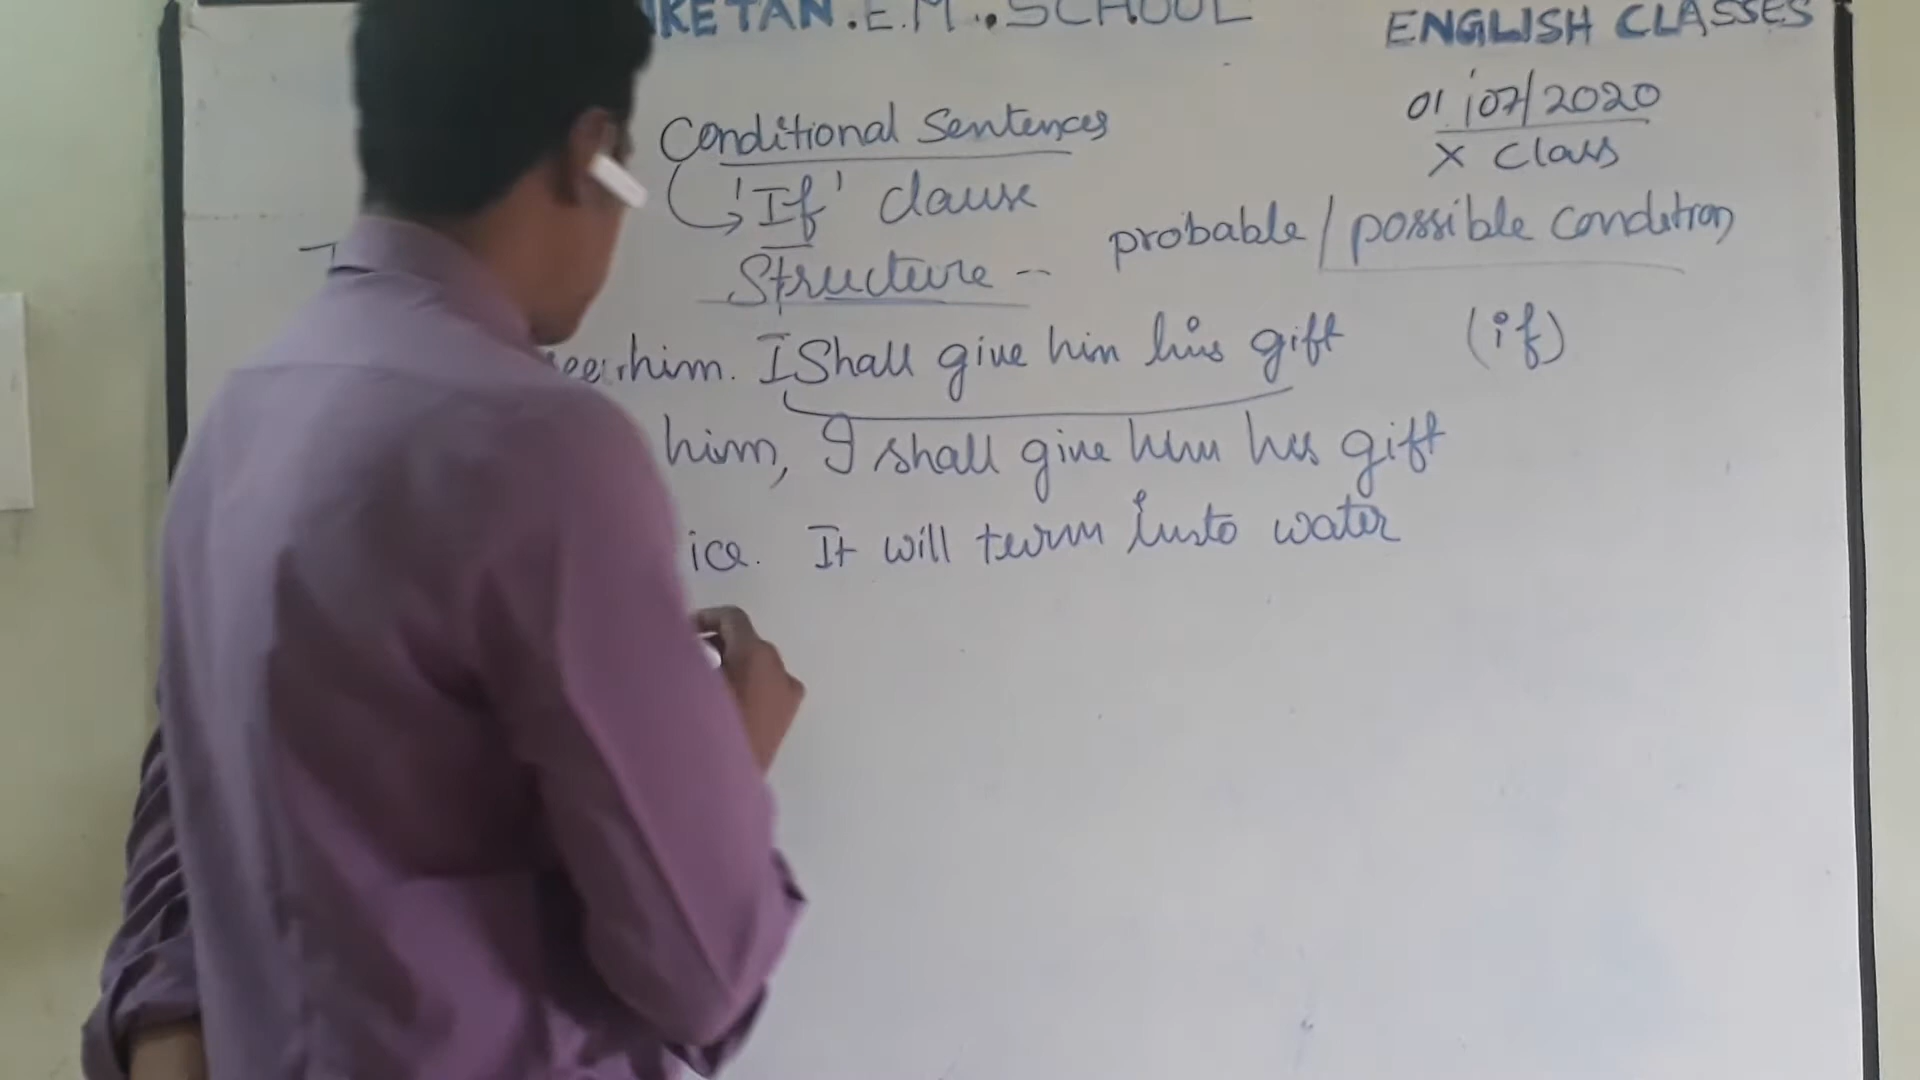 KETAN.E.M.. SCHOOL
ENGLISH CLASSES
01/07/2020
X Class
Conditional Sentences
'If' clause
probable / possible condition
Structure --
him. I Shall give him his gift (if)
him, I shall give him his gift
ice. It will turn into water